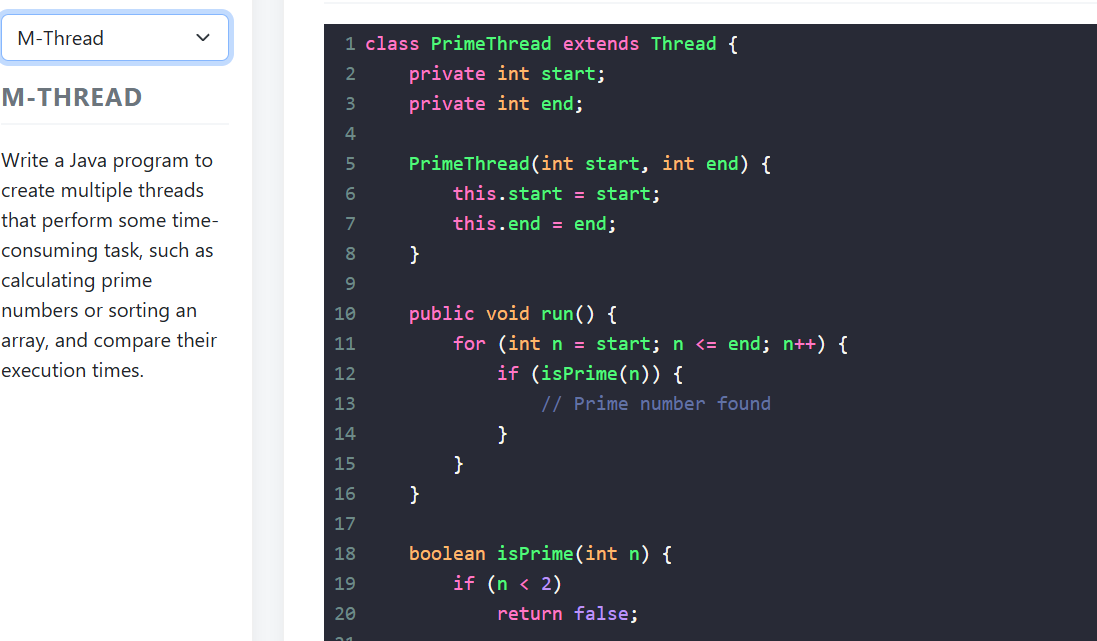 M-Thread
M-THREAD
Write a Java program to
create multiple threads
that perform some time-
consuming task, such as
calculating prime
numbers or sorting an
array, and compare their
execution times.
1 class PrimeThread extends Thread {
2     private int start;
3     private int end;
4
5     PrimeThread(int start, int end) {
6         this.start = start;
7         this.end = end;
8     }
9
10     public void run() {
11         for (int n = start; n <= end; n++) {
12             if (isPrime(n)) {
13                 // Prime number found
14             }
15         }
16     }
17
18     boolean isPrime(int n) {
19         if (n < 2)
20             return false;
21